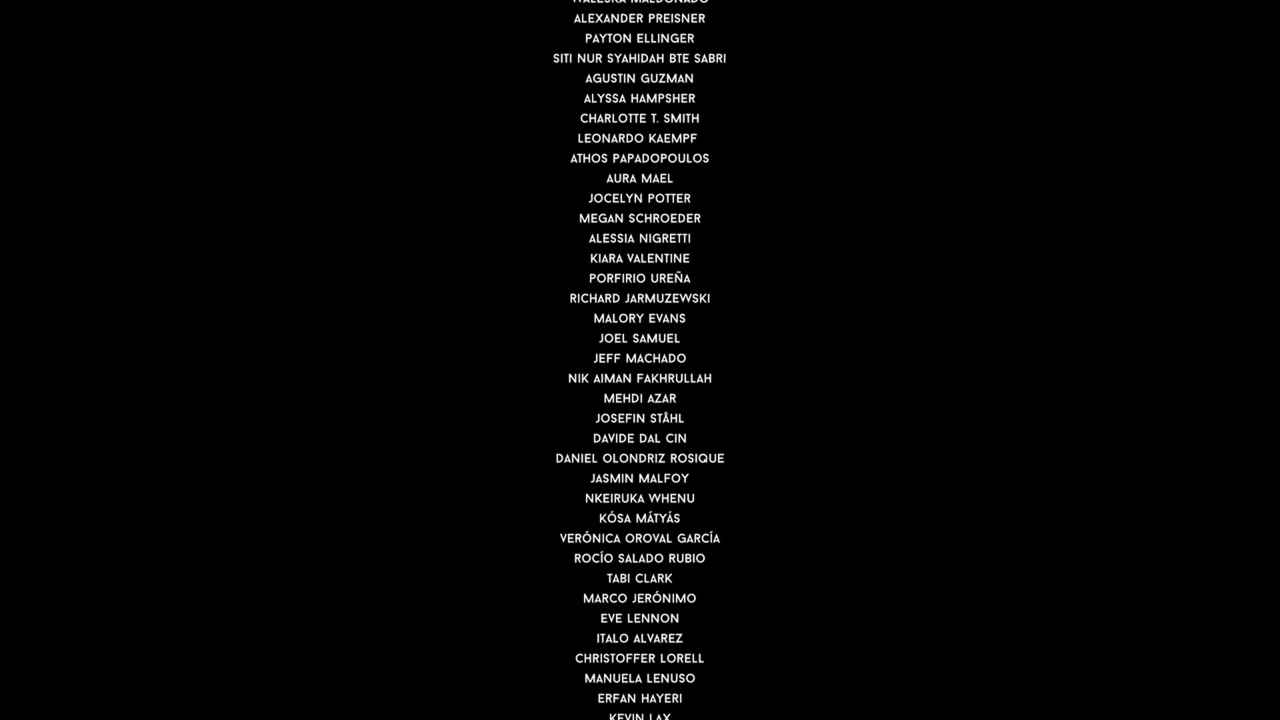 WALESKA MALDONADO
ALEXANDER PREISNER
PAYTON ELLINGER
SITI NUR SYAHIDAH BTE SABRI
AGUSTIN GUZMAN
ALYSSA HAMPSHER
CHARLOTTE T. SMITH
LEONARDO KAEMPF
ATHOS PAPADOPOULOS
AURA MAEL
JOCELYN POTTER
MEGAN SCHROEDER
ALESSIA NIGRETTI
KIARA VALENTINE
PORFIRIO UREÑA
RICHARD JARMUZEWSKI
MALORY EVANS
JOEL SAMUEL
JEFF MACHADO
NIK AIMAN FAKHRULLAH
MEHDI AZAR
JOSEFIN STÅHL
DAVIDE DAL CIN
DANIEL OLONDRIZ ROSIQUE
JASMIN MALFOY
NKEIRUKA WHENU
KÓSA MÁTYÁS
VERÓNICA OROVAL GARCÍA
ROCÍO SALADO RUBIO
TABI CLARK
MARCO JERÓNIMO
EVE LENNON
ITALO ALVAREZ
CHRISTOFFER LORELL
MANUELA LENUSO
ERFAN HAYERI
KEVIN LAX